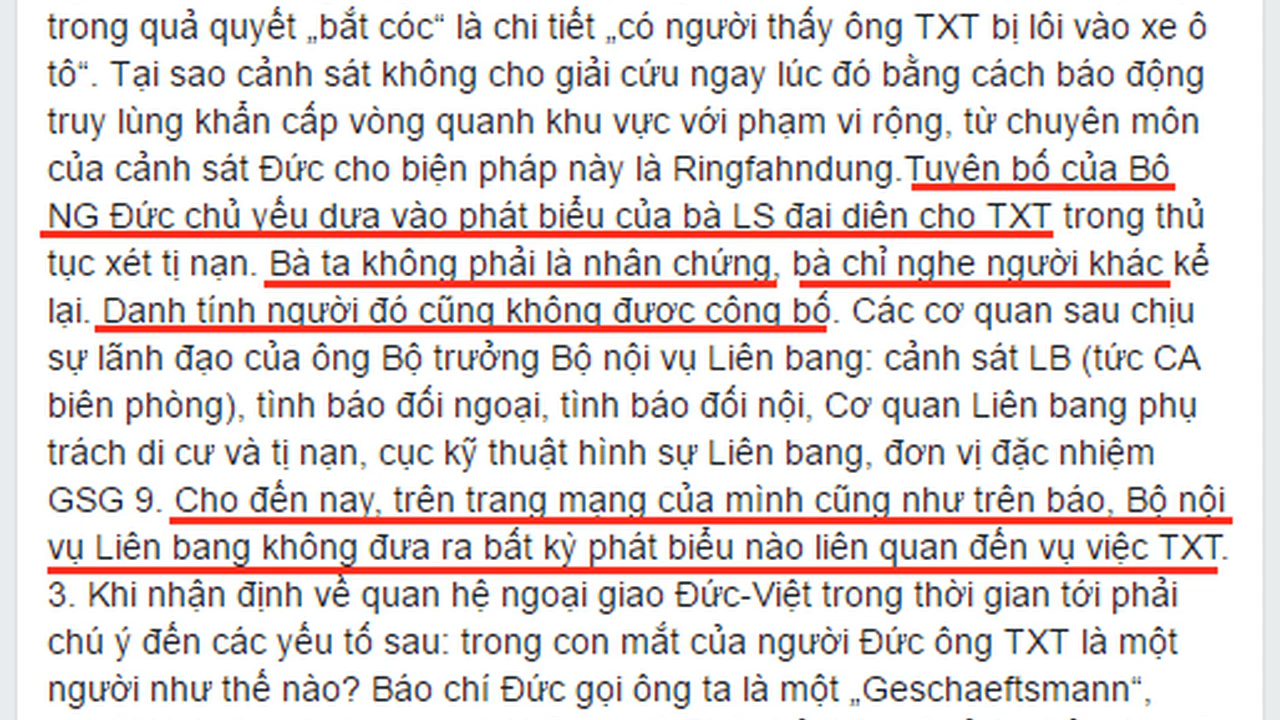 trong quả quyết „bắt cóc“ là chi tiết „có người thấy ông TXT bị lôi vào xe ô
tô“. Tại sao cảnh sát không cho giải cứu ngay lúc đó bằng cách báo động
truy lùng khẩn cấp vòng quanh khu vực với phạm vi rộng, từ chuyên môn
của cảnh sát Đức cho biện pháp này là Ringfahndung.Tuyên bố của Bộ
NG Đức chủ yếu dưa vào phát biểu của bà LS đại diện cho TXT trong thủ
tục xét tị nạn. Bà ta không phải là nhân chứng, bà chỉ nghe người khác kể
lại. Danh tính người đó cũng không được công bố. Các cơ quan sau chịu
sự lãnh đạo của ông Bộ trưởng Bộ nội vụ Liên bang: cảnh sát LB (tức CA
biên phòng), tình báo đối ngoại, tình báo đối nội, Cơ quan Liên bang phụ
trách di cư và tị nạn, cục kỹ thuật hình sự Liên bang, đơn vị đặc nhiệm
GSG 9. Cho đến nay, trên trang mạng của mình cũng như trên báo, Bộ nội
vụ Liên bang không đưa ra bất kỳ phát biểu nào liên quan đến vụ việc TXT.
3. Khi nhận định về quan hệ ngoại giao Đức-Việt trong thời gian tới phải
chú ý đến các yếu tố sau: trong con mắt của người Đức ông TXT là một
người như thế nào? Báo chí Đức gọi ông ta là một „Geschaeftsmann“,